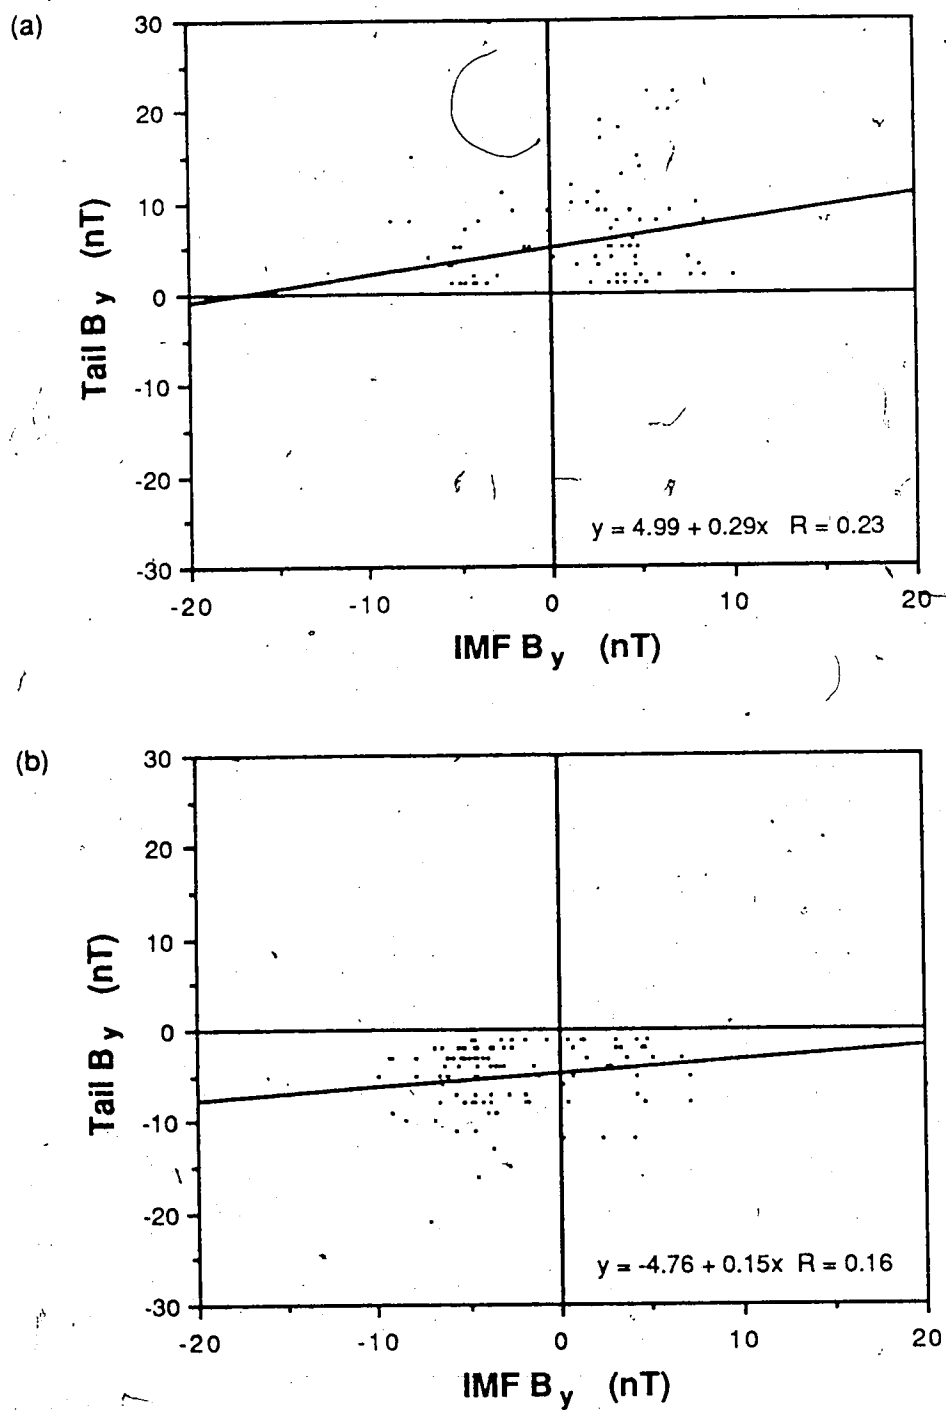 (a)
30
20
10
0
-10
-20
-30
Tail B y (nT)
y = 4.99 + 0.29x R = 0.23
-20 -10 0 10 20
IMF B y (nT)
(b)
30
20
10
0
-10
-20
-30
Tail B y (nT)
y = -4.76 + 0.15x R = 0.16
-20 -10 0 10 20
IMF B y (nT)